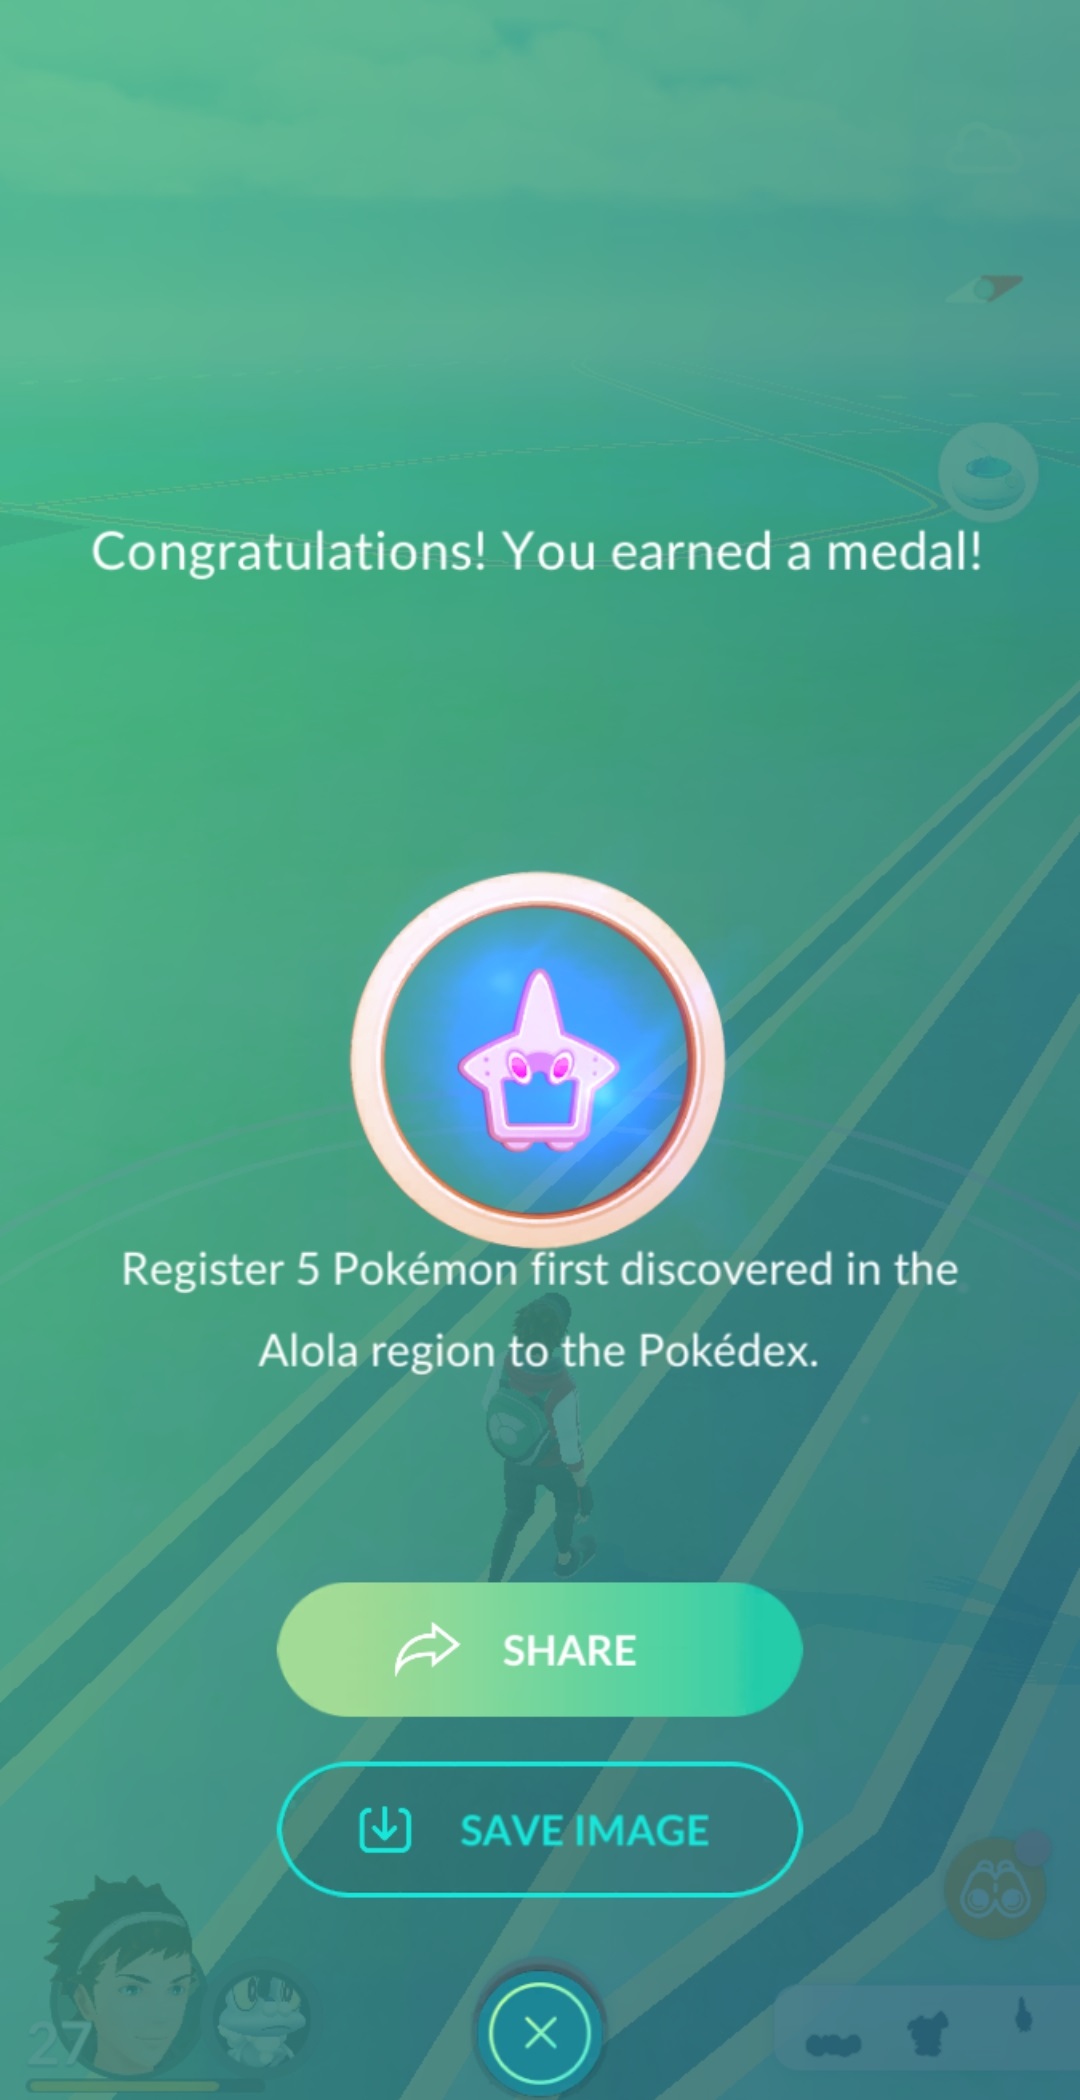 Congratulations! You earned a medal!
Register 5 Pokémon first discovered in the
Alola region to the Pokédex.
SHARE
SAVE IMAGE
27